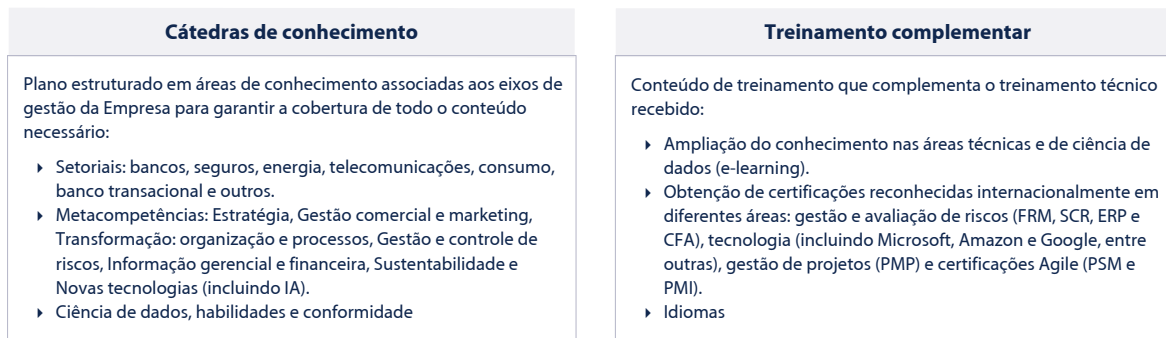 Cátedras de conhecimento
Plano estruturado em áreas de conhecimento associadas aos eixos de
gestão da Empresa para garantir a cobertura de todo o conteúdo
necessário:
Setoriais: bancos, seguros, energia, telecomunicações, consumo,
banco transacional e outros.
Metacompetências: Estratégia, Gestão comercial e marketing,
Transformação: organização e processos, Gestão e controle de
riscos, Informação gerencial e financeira, Sustentabilidade e
Novas tecnologias (incluindo IA).
Ciência de dados, habilidades e conformidade
Treinamento complementar
Conteúdo de treinamento que complementa o treinamento técnico
recebido:
Ampliação do conhecimento nas áreas técnicas e de ciência de
dados (e-learning).
Obtenção de certificações reconhecidas internacionalmente em
diferentes áreas: gestão e avaliação de riscos (FRM, SCR, ERP e
CFA), tecnologia (incluindo Microsoft, Amazon e Google, entre
outras), gestão de projetos (PMP) e certificações Agile (PSM e
PMI).
Idiomas